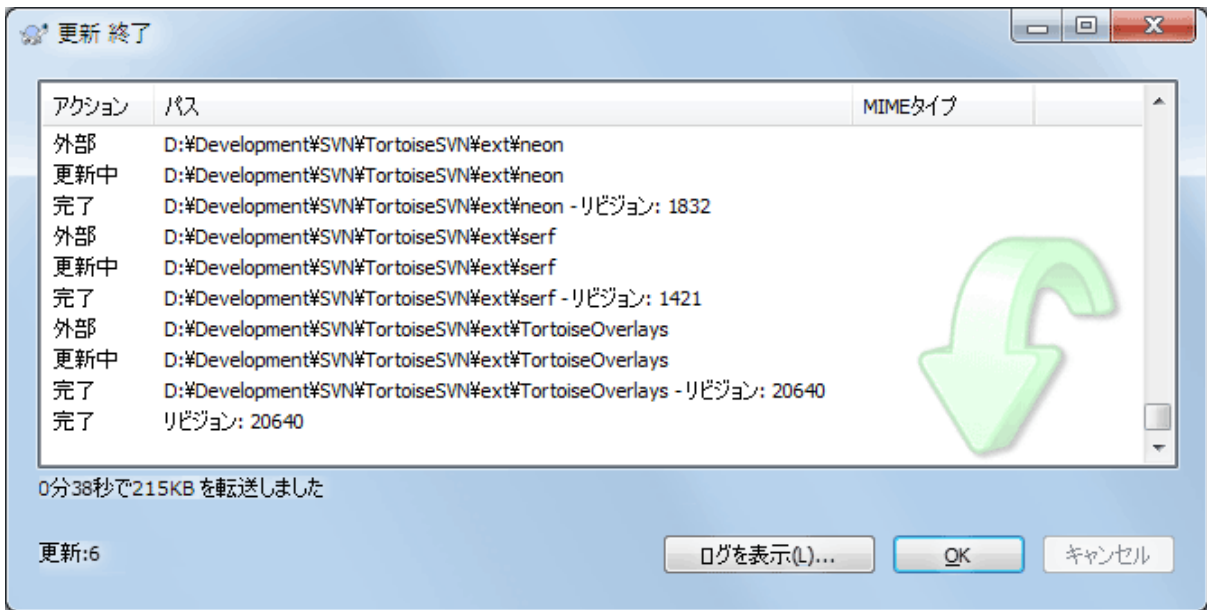 更新 終了
アクション パス MIMEタイプ
外部 D:¥Development¥SVN¥TortoiseSVN¥ext¥neon
更新中 D:¥Development¥SVN¥TortoiseSVN¥ext¥neon
完了 D:¥Development¥SVN¥TortoiseSVN¥ext¥neon - リビジョン: 1832
外部 D:¥Development¥SVN¥TortoiseSVN¥ext¥serf
更新中 D:¥Development¥SVN¥TortoiseSVN¥ext¥serf
完了 D:¥Development¥SVN¥TortoiseSVN¥ext¥serf - リビジョン: 1421
外部 D:¥Development¥SVN¥TortoiseSVN¥ext¥TortoiseOverlays
更新中 D:¥Development¥SVN¥TortoiseSVN¥ext¥TortoiseOverlays
完了 D:¥Development¥SVN¥TortoiseSVN¥ext¥TortoiseOverlays - リビジョン: 20640
完了 リビジョン: 20640
0分38秒で215KB を転送しました
更新:6 ログを表示(L)... OK キャンセル